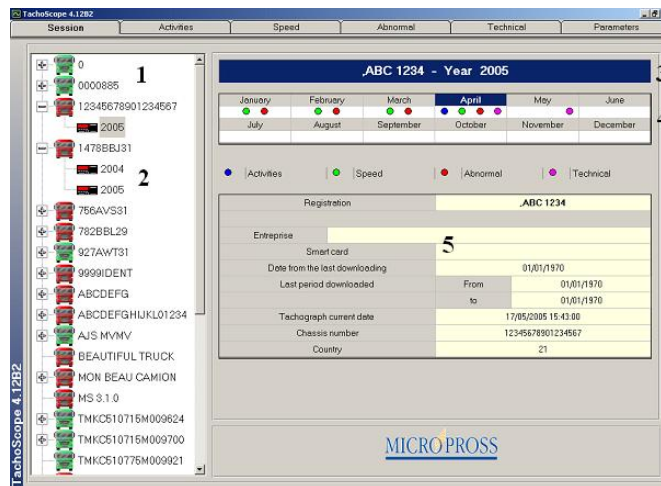 TachoScope 4.12B2
Session Activities Speed Abnormal Technical Parameters
0
1
0000885
12345678901234567
2005
1478BBJ31
2004
2
2005
756AVS31
782BBL29
927AWT31
9999IDENT
ABCDEFG
ABCDEFGHIJKL01234
AJS MVMV
BEAUTIFUL TRUCK
MON BEAU CAMION
MS 3.1.0
TMKC510715M009624
TMKC510715M009700
TMKC510775M009921
TachoScope 4.12B2
,ABC 1234 - Year 2005
3
January February March April May June
4
July August September October November December
Activities Speed Abnormal Technical
Registration ,ABC 1234
Entreprise
5
Smart card
Date from the last downloading 01/01/1970
Last period downloaded From 01/01/1970
to 01/01/1970
Tachograph current date 17/05/2005 15:43:00
Chassis number 12345678901234567
Country 21
MICROPROSS